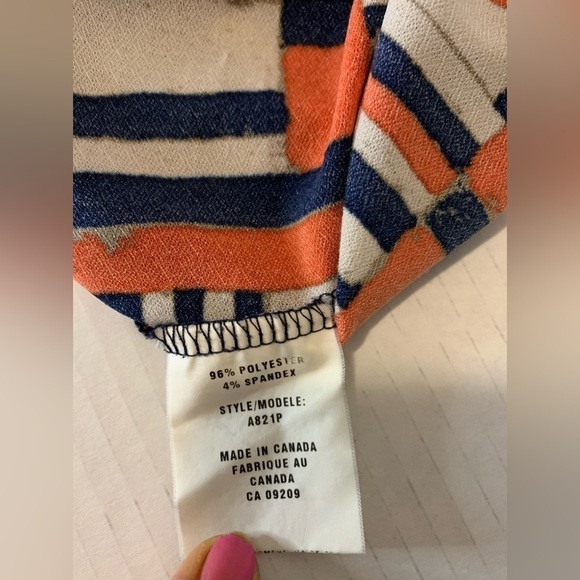 96% POLYESTER
4% SPANDEX
STYLE/MODELE:
A821P
MADE IN CANADA
FABRIQUE AU
CANADA
CA 09209